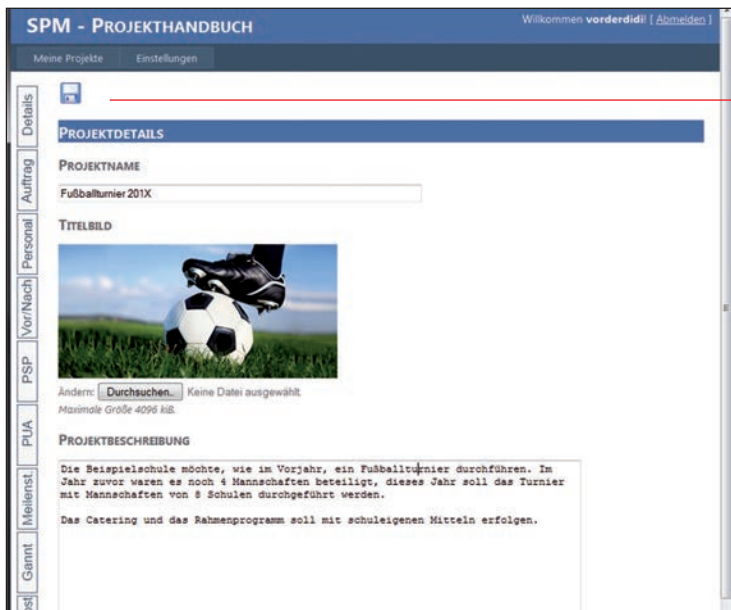 SPM - PROJEKTHANDBUCH
Willkommen vorderdidi! [ Abmelden ]
Meine Projekte Einstellungen
Details
Auftrag
Personal
Vor/Nach
PSP
PUA
Meilenst.
Gannt
PROJEKTDETAILS
PROJEKTNAME
Fußballturnier 201X
TITELBILD
Ändern: Durchsuchen.. Keine Datei ausgewählt.
Maximale Größe 4096 kiB.
PROJEKTBESCHREIBUNG
Die Beispielschule möchte, wie im Vorjahr, ein Fußballturnier durchführen. Im
Jahr zuvor waren es noch 4 Mannschaften beteiligt, dieses Jahr soll das Turnier
mit Mannschaften von 8 Schulen durchgeführt werden.
Das Catering und das Rahmenprogramm soll mit schuleigenen Mitteln erfolgen.